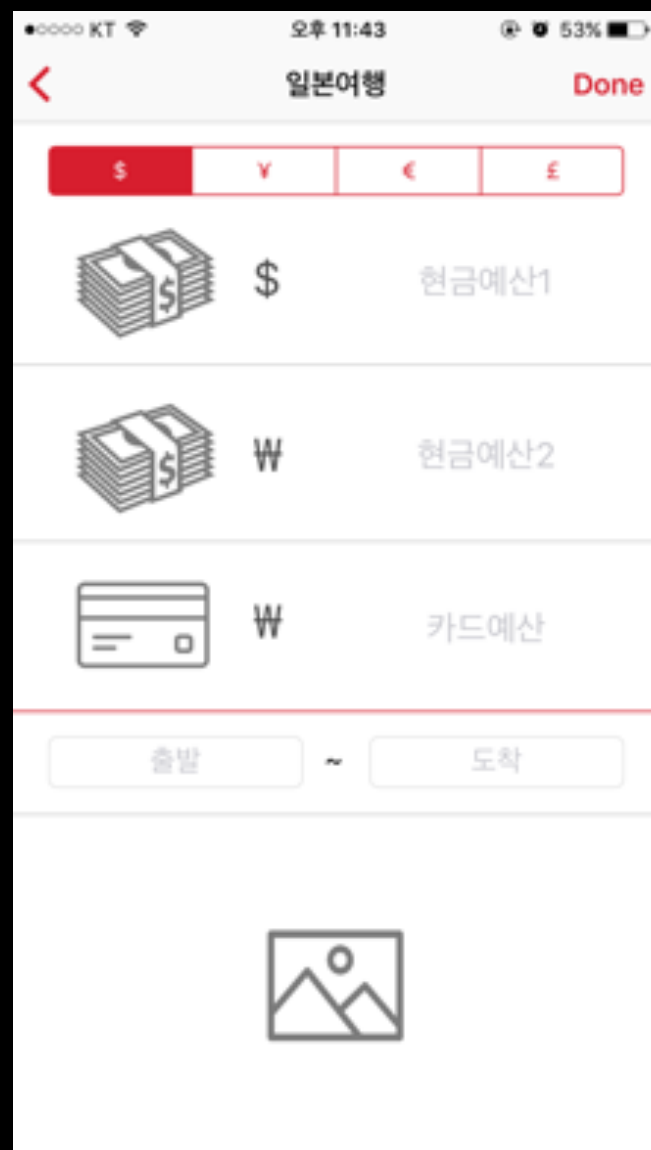 KT 오후 11:43 53%
일본여행 Done
$ ¥ € £
$ $ 현금예산1
$ ₩ 현금예산2
₩ 카드예산
출발 ~ 도착